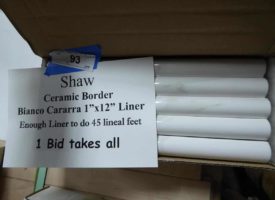 93
Shaw
Ceramic Border
Bianco Cararra 1"x12" Liner
Enough Liner to do 45 lineal feet
1 Bid takes all